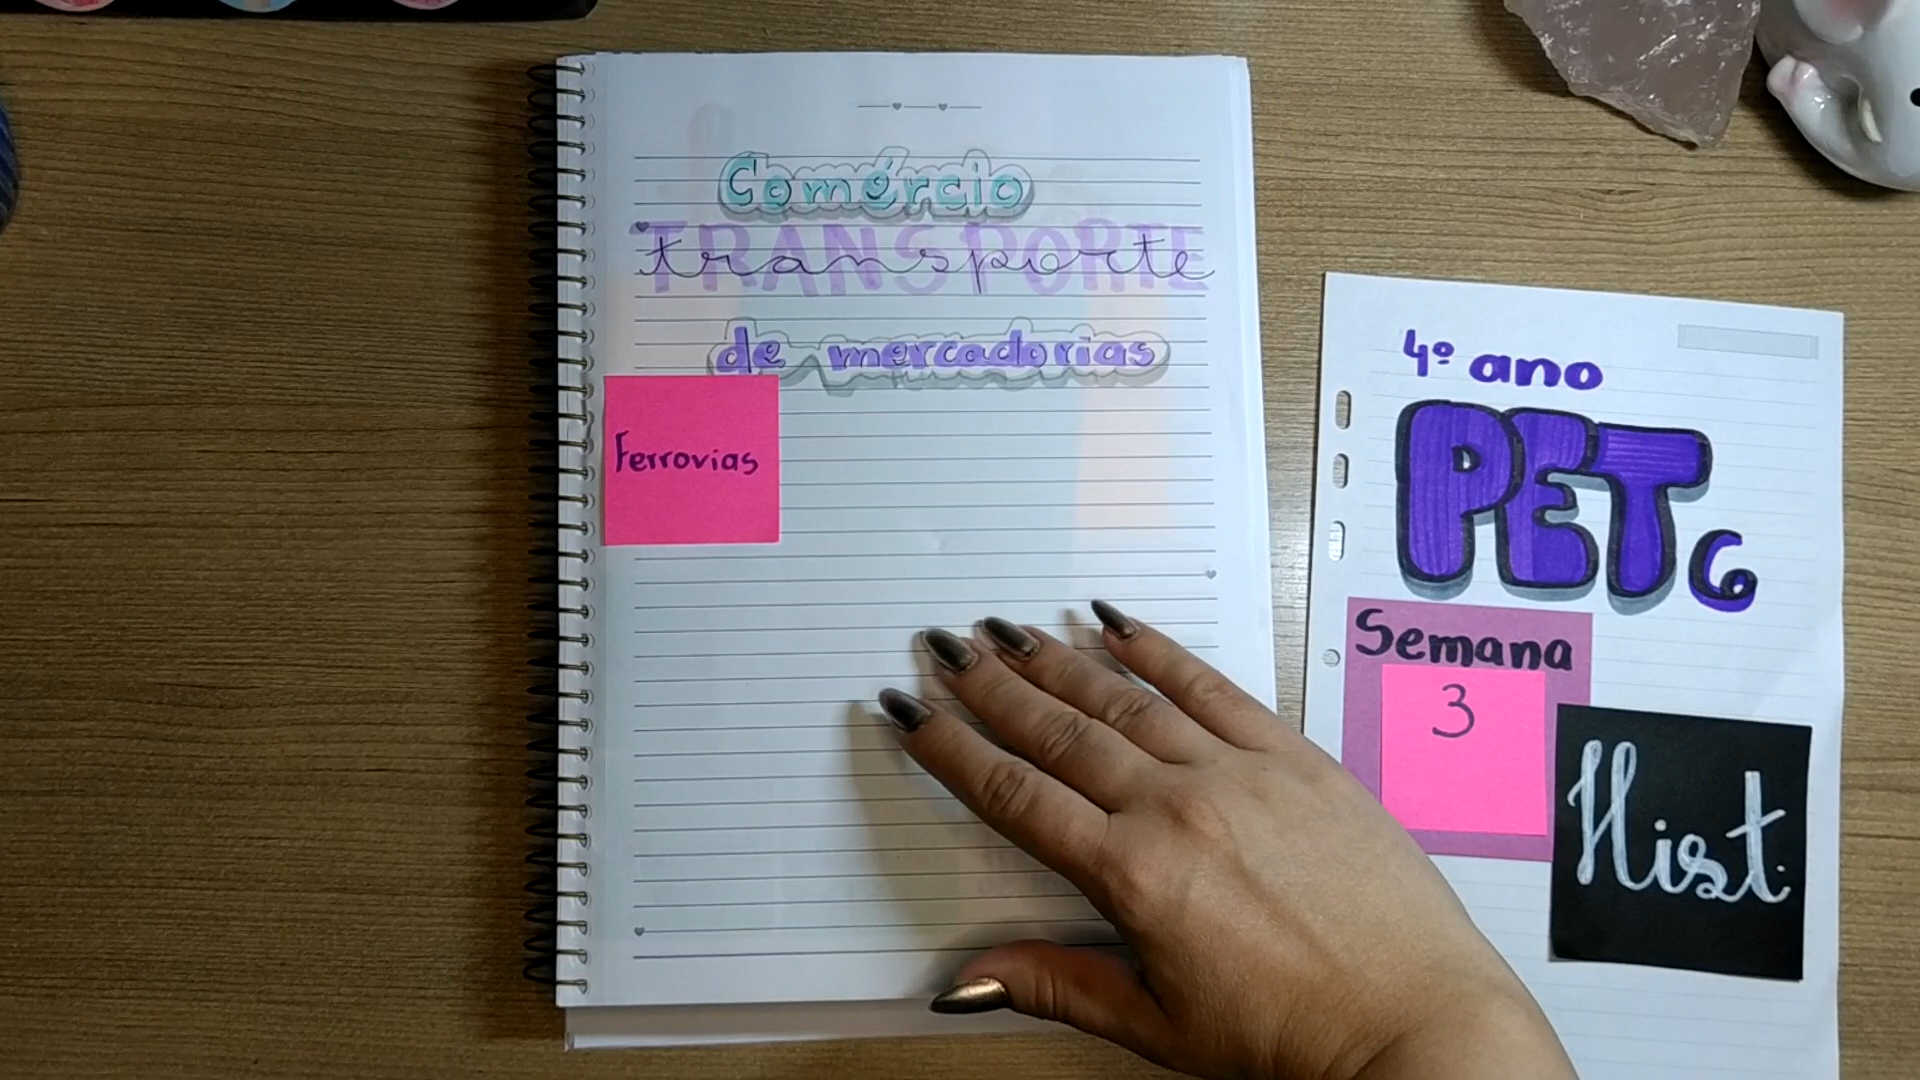 Comércio
TRANSPORTE
transporte
de mercadorias
Ferrovias
4º ano
PET 6
Semana
3
Hist.